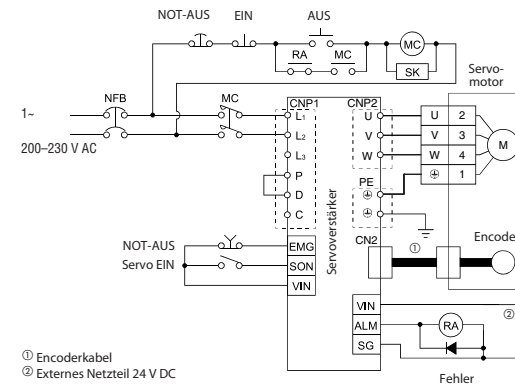 NOT-AUS EIN AUS
RA MC
MC
SK
Servo-
motor
NFB MC CNP1 CNP2
1~
200–230 V AC
L1 U U 2
L2 V V 3
M
L3 W W 4
P PE 1
D
C
Servoverstärker
CN2
Encode
NOT-AUS EMG
Servo EIN SON
VIN
①
VIN
②
ALM RA
SG
Fehler
① Encoderkabel
② Externes Netzteil 24 V DC